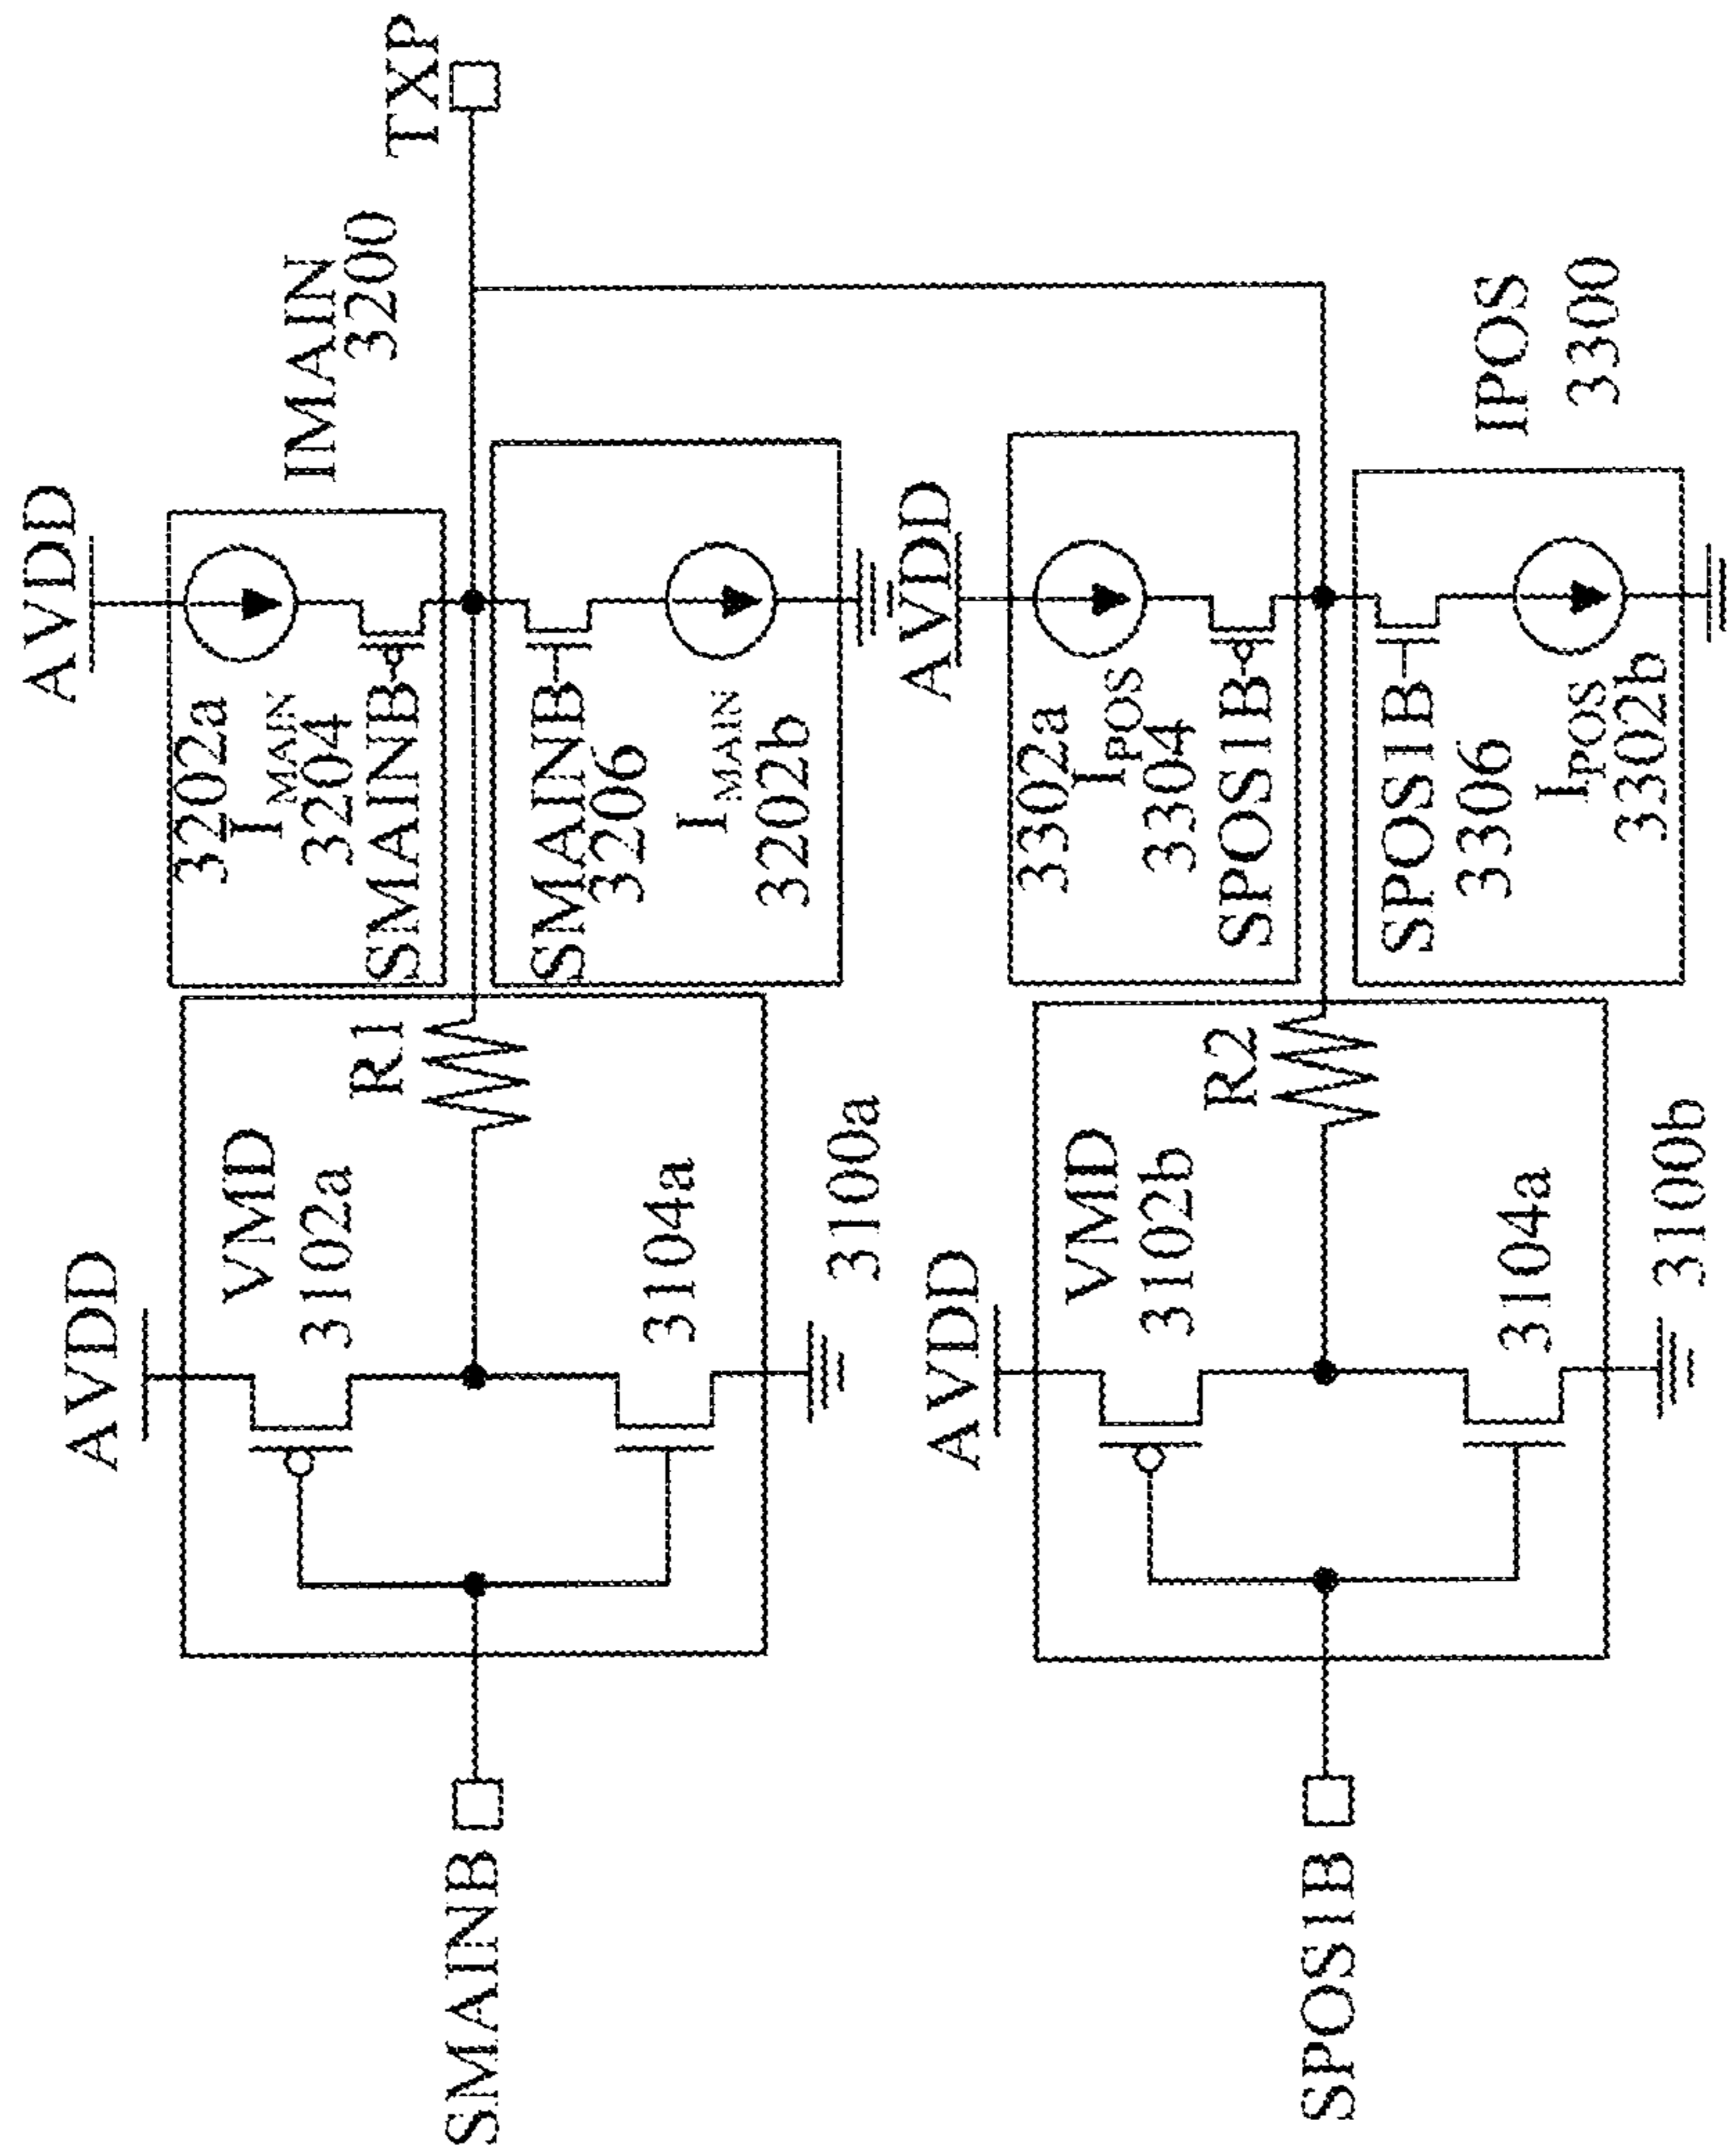 AVDD
AVDD
VMD
3102a
R1
3202a
I_MAIN
3204
SMAINB
IMAIN
3200
TXP
SMAINB
SMAINB
3206
I_MAIN
3202b
3104a
3100a
AVDD
AVDD
VMD
3102b
R2
3302a
I_POS
3304
SPOS1B
SPOS1B
SPOS1B
3306
I_POS
3302b
IPOS
3300
3104a
3100b